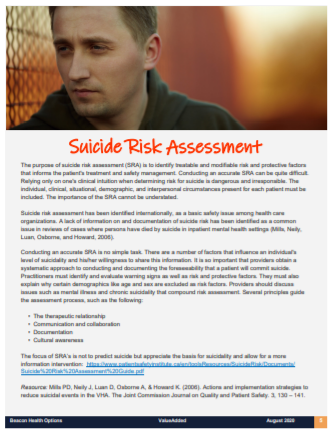 Suicide Risk Assessment
The purpose of suicide risk assessment (SRA) is to identify treatable and modifiable risk and protective factors
that informs the patient's treatment and safety management. Conducting an accurate SRA can be quite difficult.
Relying only on one's clinical intuition when determining risk for suicide is dangerous and irresponsible. The
individual, clinical, situational, demographic, and interpersonal circumstances present for each patient must be
included. The importance of the SRA cannot be understated.
Suicide risk assessment has been identified internationally, as a basic safety issue among health care
organizations. A lack of information on and documentation of suicide risk has been identified as a common
issue in reviews of cases where persons have died by suicide in inpatient mental health settings (Mills, Neily,
Luan, Osborne, and Howard, 2006).
Conducting an accurate SRA is no simple task. There are a number of factors that influence an individual's
level of suicidality and his/her willingness to share this information. It is so important that providers obtain a
systematic approach to conducting and documenting the foreseeability that a patient will commit suicide.
Practitioners must identify and evaluate warning signs as well as risk and protective factors. They must also
explain why certain demographics like age and sex are excluded as risk factors. Providers should discuss
issues such as mental illness and chronic suicidality that compound risk assessment. Several principles guide
the assessment process, such as the following:
• The therapeutic relationship
• Communication and collaboration
• Documentation
• Cultural awareness
The focus of SRA's is not to predict suicide but appreciate the basis for suicidality and allow for a more
information intervention: https://www.patientsafetyinstitute.ca/en/toolsResources/SuicideRisk/Documents/
Suicide%20Risk%20Assessment%20Guide.pdf
Resource: Mills PD, Neily J, Luan D, Osborne A, & Howard K. (2006). Actions and implementation strategies to
reduce suicidal events in the VHA. The Joint Commission Journal on Quality and Patient Safety. 3, 130 – 141.
Beacon Health Options ValueAdded August 2020